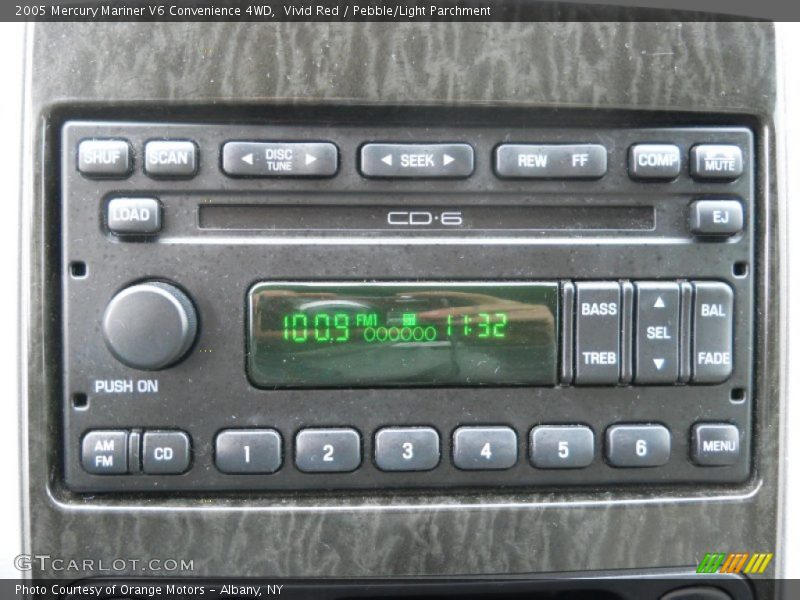 2005 Mercury Mariner V6 Convenience 4WD,  Vivid Red / Pebble/Light Parchment
SHUF SCAN ◄ DISC TUNE ► ◄ SEEK ► REW FF COMP MUTE
LOAD CD·6 EJ
100.9 FM1 11:32
BASS SEL BAL
TREB FADE
PUSH ON
AM FM CD 1 2 3 4 5 6 MENU
GTCARLOT.COM
Photo Courtesy of Orange Motors - Albany, NY